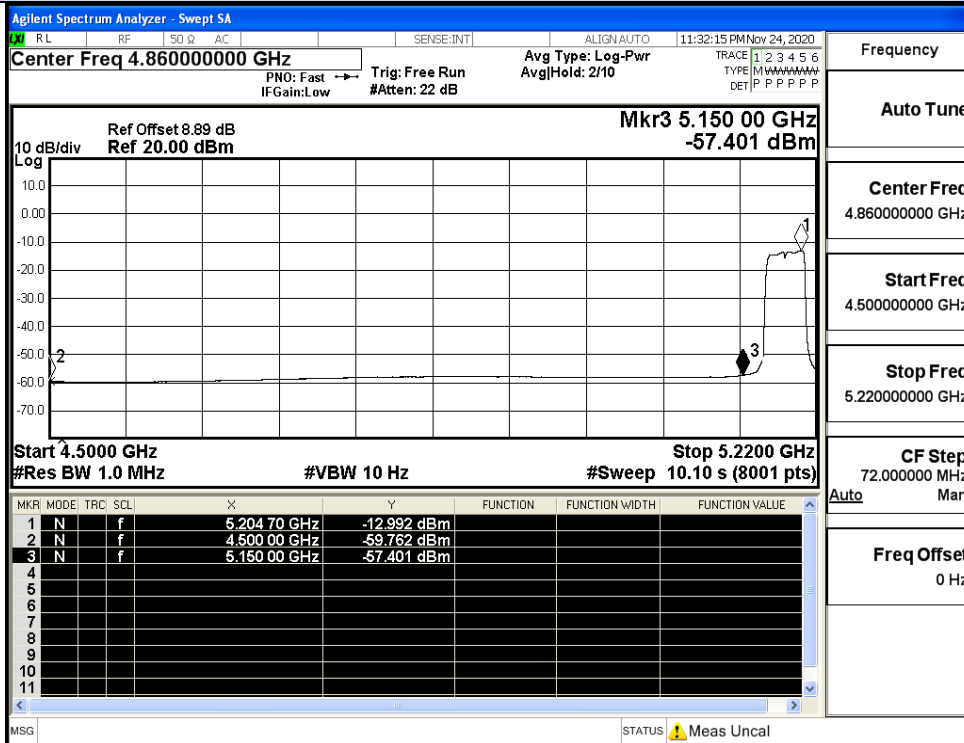 Agilent Spectrum Analyzer - Swept SA
LXI RL RF 50 Ω AC SENSE:INT ALIGN AUTO 11:32:15 PM Nov 24, 2020
Center Freq 4.860000000 GHz
PNO: Fast
IFGain:Low
Trig: Free Run
#Atten: 22 dB
Avg Type: Log-Pwr
Avg|Hold: 2/10
TRACE 1 2 3 4 5 6
TYPE M W W W W W
DET P P P P P P
Mkr3 5.150 00 GHz
-57.401 dBm
Ref Offset 8.89 dB
10 dB/div Ref 20.00 dBm
Log
10.0
0.00
-10.0
-20.0
-30.0
-40.0
-50.0
-60.0
-70.0
1
2
3
Start 4.5000 GHz Stop 5.2200 GHz
#Res BW 1.0 MHz #VBW 10 Hz #Sweep 10.10 s (8001 pts)
MKR MODE TRC SCL X Y FUNCTION FUNCTION WIDTH FUNCTION VALUE
1 N f 5.204 70 GHz -12.992 dBm
2 N f 4.500 00 GHz -59.762 dBm
3 N f 5.150 00 GHz -57.401 dBm
4
5
6
7
8
9
10
11
MSG STATUS Meas Uncal
Frequency
Auto Tune
Center Freq
4.860000000 GHz
Start Freq
4.500000000 GHz
Stop Freq
5.220000000 GHz
CF Step
72.000000 MHz
Auto Man
Freq Offset
0 Hz